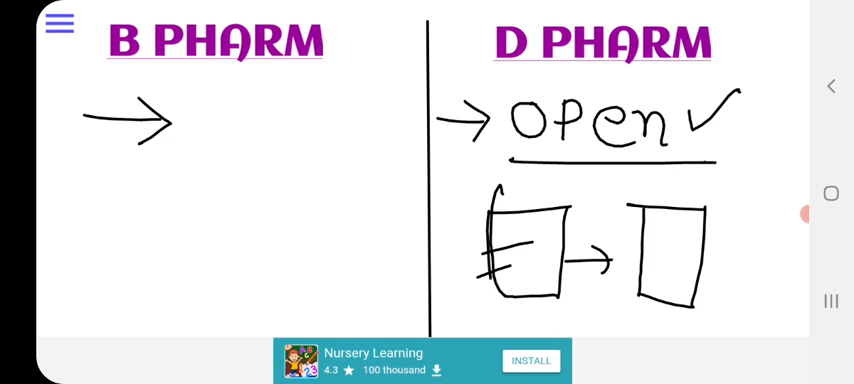 B PHARM
D PHARM
OPen
Nursery Learning
4.3 ★ 100 thousand
INSTALL